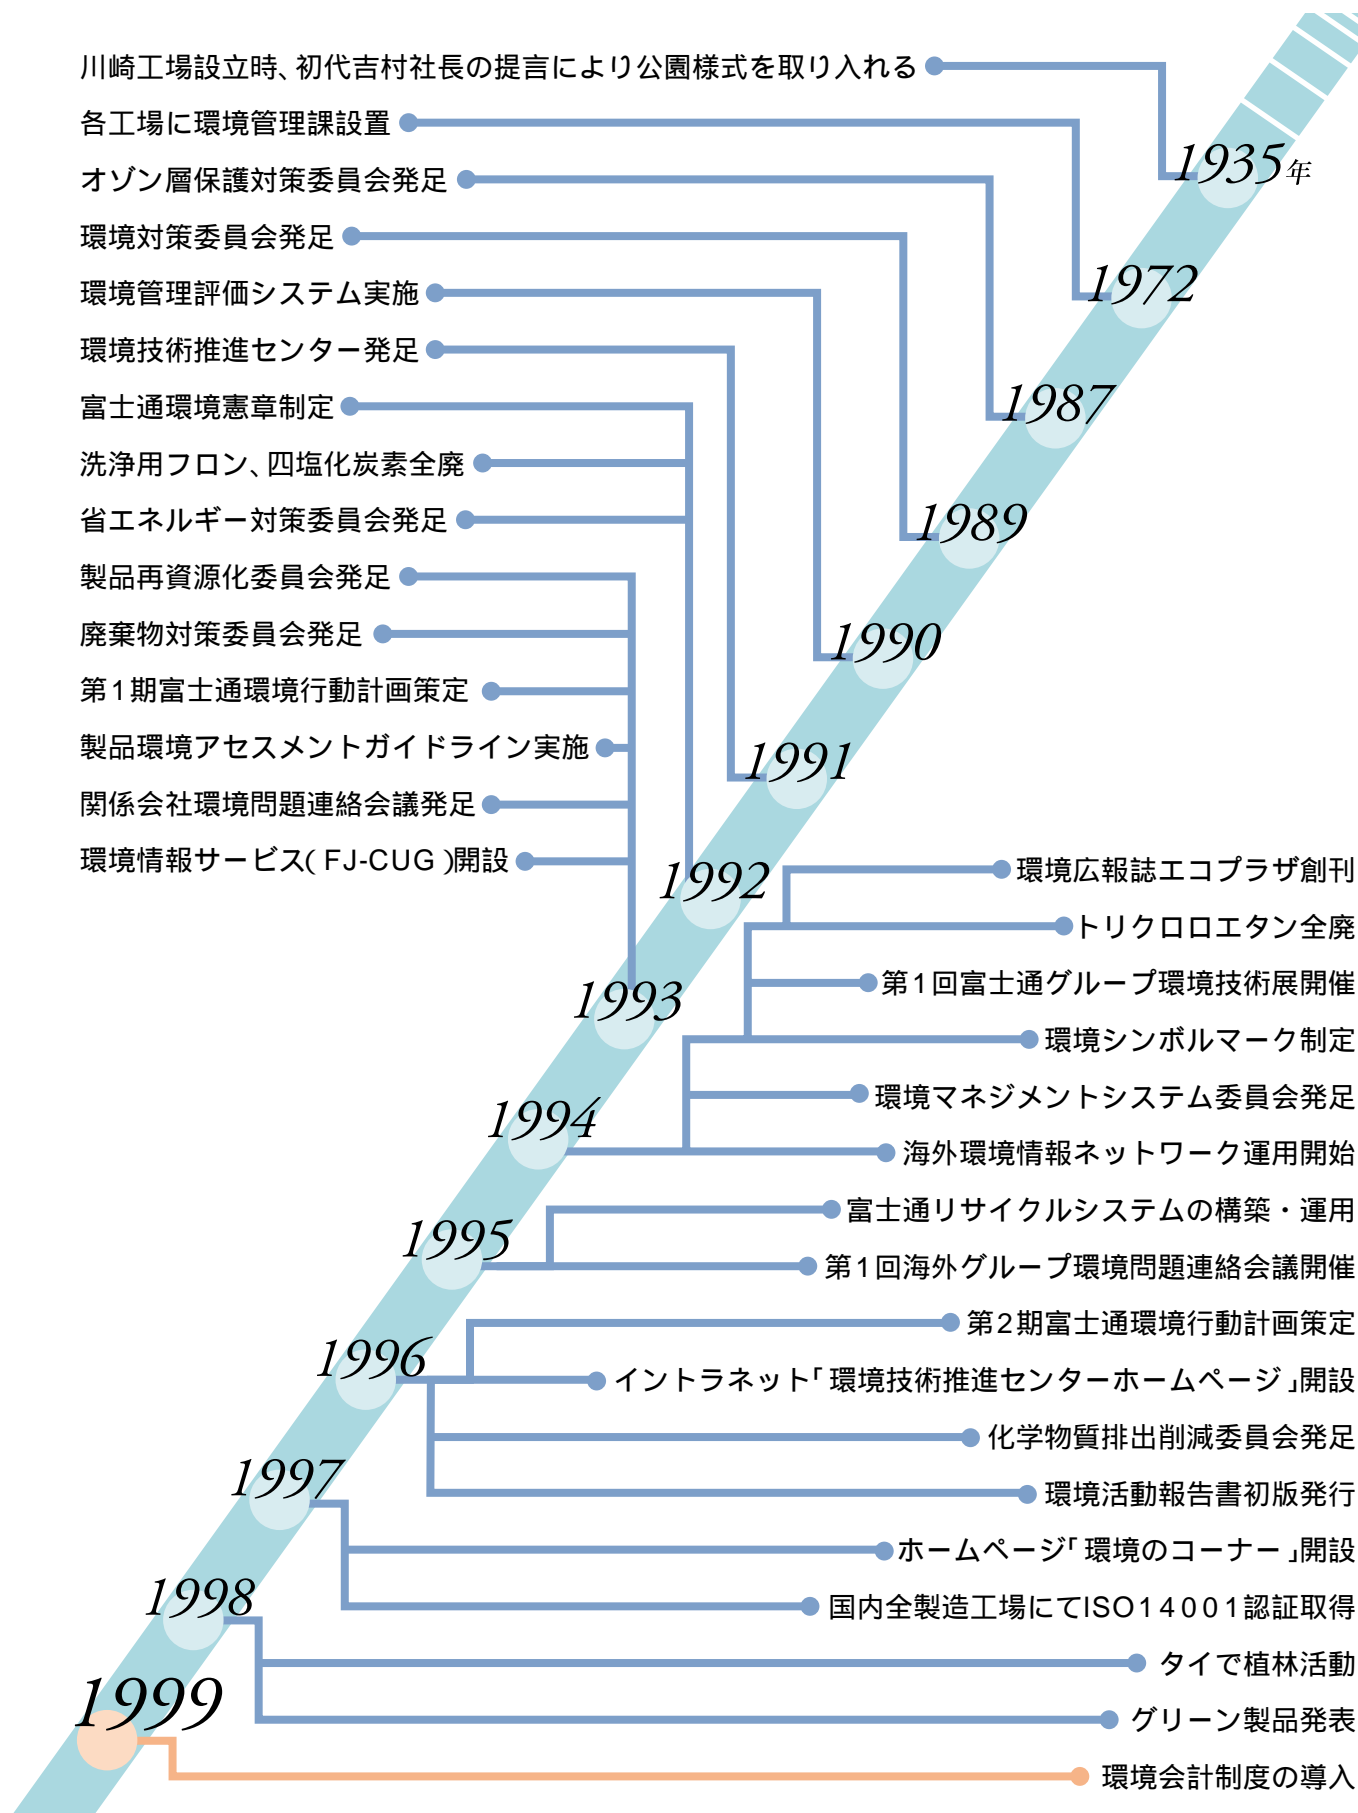 川崎工場設立時、初代吉村社長の提言により公園様式を取り入れる
各工場に環境管理課設置
1935年
オゾン層保護対策委員会発足
環境対策委員会発足
1972
環境管理評価システム実施
環境技術推進センター発足
富士通環境憲章制定
1987
洗浄用フロン、四塩化炭素全廃
省エネルギー対策委員会発足
1989
製品再資源化委員会発足
廃棄物対策委員会発足
1990
第1期富士通環境行動計画策定
製品環境アセスメントガイドライン実施
1991
関係会社環境問題連絡会議発足
環境情報サービス(FJ-CUG)開設
1992
環境広報誌エコプラザ創刊
トリクロロエタン全廃
第1回富士通グループ環境技術展開催
1993
環境シンボルマーク制定
環境マネジメントシステム委員会発足
1994
海外環境情報ネットワーク運用開始
富士通リサイクルシステムの構築・運用
1995
第1回海外グループ環境問題連絡会議開催
第2期富士通環境行動計画策定
1996
イントラネット「環境技術推進センターホームページ」開設
化学物質排出削減委員会発足
1997
環境活動報告書初版発行
ホームページ「環境のコーナー」開設
1998
国内全製造工場にてISO14001認証取得
タイで植林活動
1999
グリーン製品発表
環境会計制度の導入